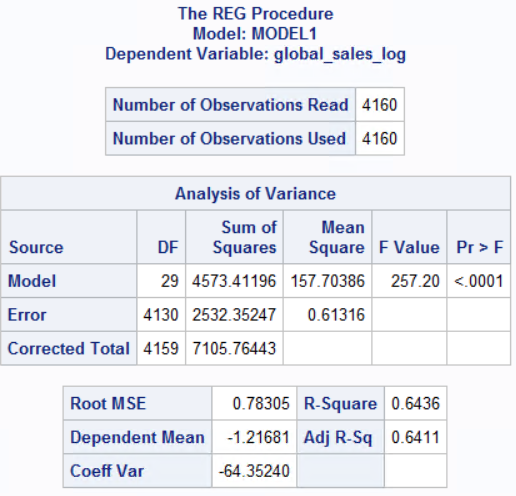 The REG Procedure
Model: MODEL1
Dependent Variable: global_sales_log
Number of Observations Read 4160
Number of Observations Used 4160
Analysis of Variance
Source DF Sum of Squares Mean Square F Value Pr > F
Model 29 4573.41196 157.70386 257.20 <.0001
Error 4130 2532.35247 0.61316
Corrected Total 4159 7105.76443
Root MSE 0.78305 R-Square 0.6436
Dependent Mean -1.21681 Adj R-Sq 0.6411
Coeff Var -64.35240